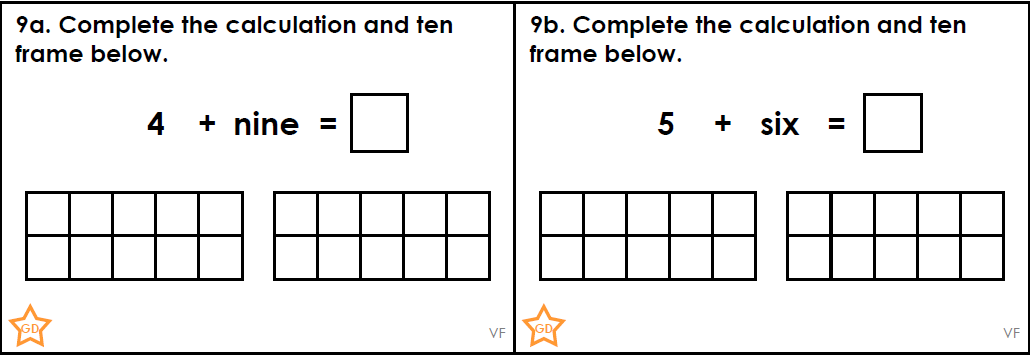 9a. Complete the calculation and ten
frame below.
4 + nine =
GD
VF
9b. Complete the calculation and ten
frame below.
5 + six =
GD
VF